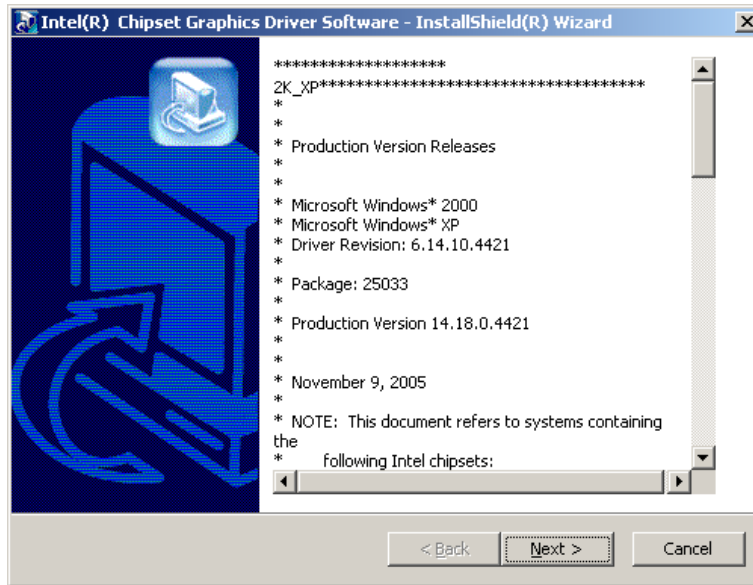 Intel(R) Chipset Graphics Driver Software - InstallShield(R) Wizard
*******************
2K_XP************************************
*
*
* Production Version Releases
*
*
* Microsoft Windows* 2000
* Microsoft Windows* XP
* Driver Revision: 6.14.10.4421
*
* Package: 25033
*
* Production Version 14.18.0.4421
*
*
* November 9, 2005
*
* NOTE: This document refers to systems containing
the
* following Intel chipsets:
< Back
Next >
Cancel